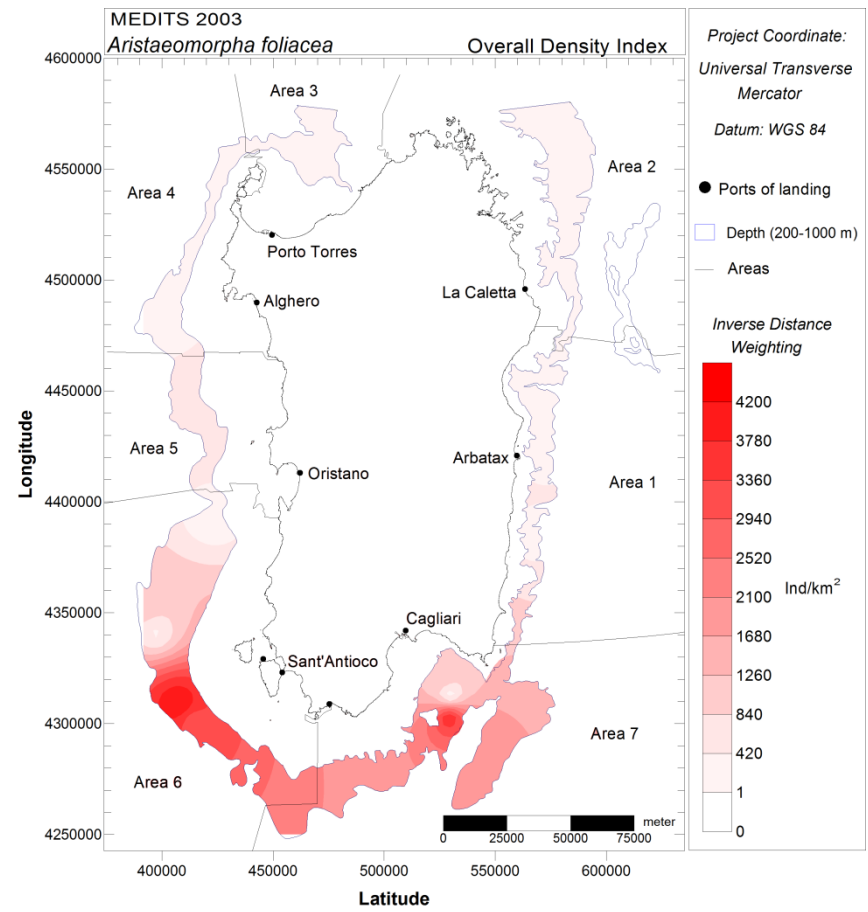 MEDITS 2003
Aristaeomorpha foliacea
Overall Density Index
Project Coordinate:
Universal Transverse
Mercator
Datum: WGS 84
Ports of landing
Depth (200-1000 m)
Areas
Inverse Distance
Weighting
4200
3780
3360
2940
2520
2100
1680
1260
840
420
1
0
Ind/km²
4600000
4550000
4500000
4450000
4400000
4350000
4300000
4250000
Longitude
400000
450000
500000
550000
600000
Latitude
Area 3
Area 2
Area 4
Porto Torres
Alghero
La Caletta
Area 5
Oristano
Arbatax
Area 1
Cagliari
Sant'Antioco
Area 6
Area 7
meter
0
25000
50000
75000